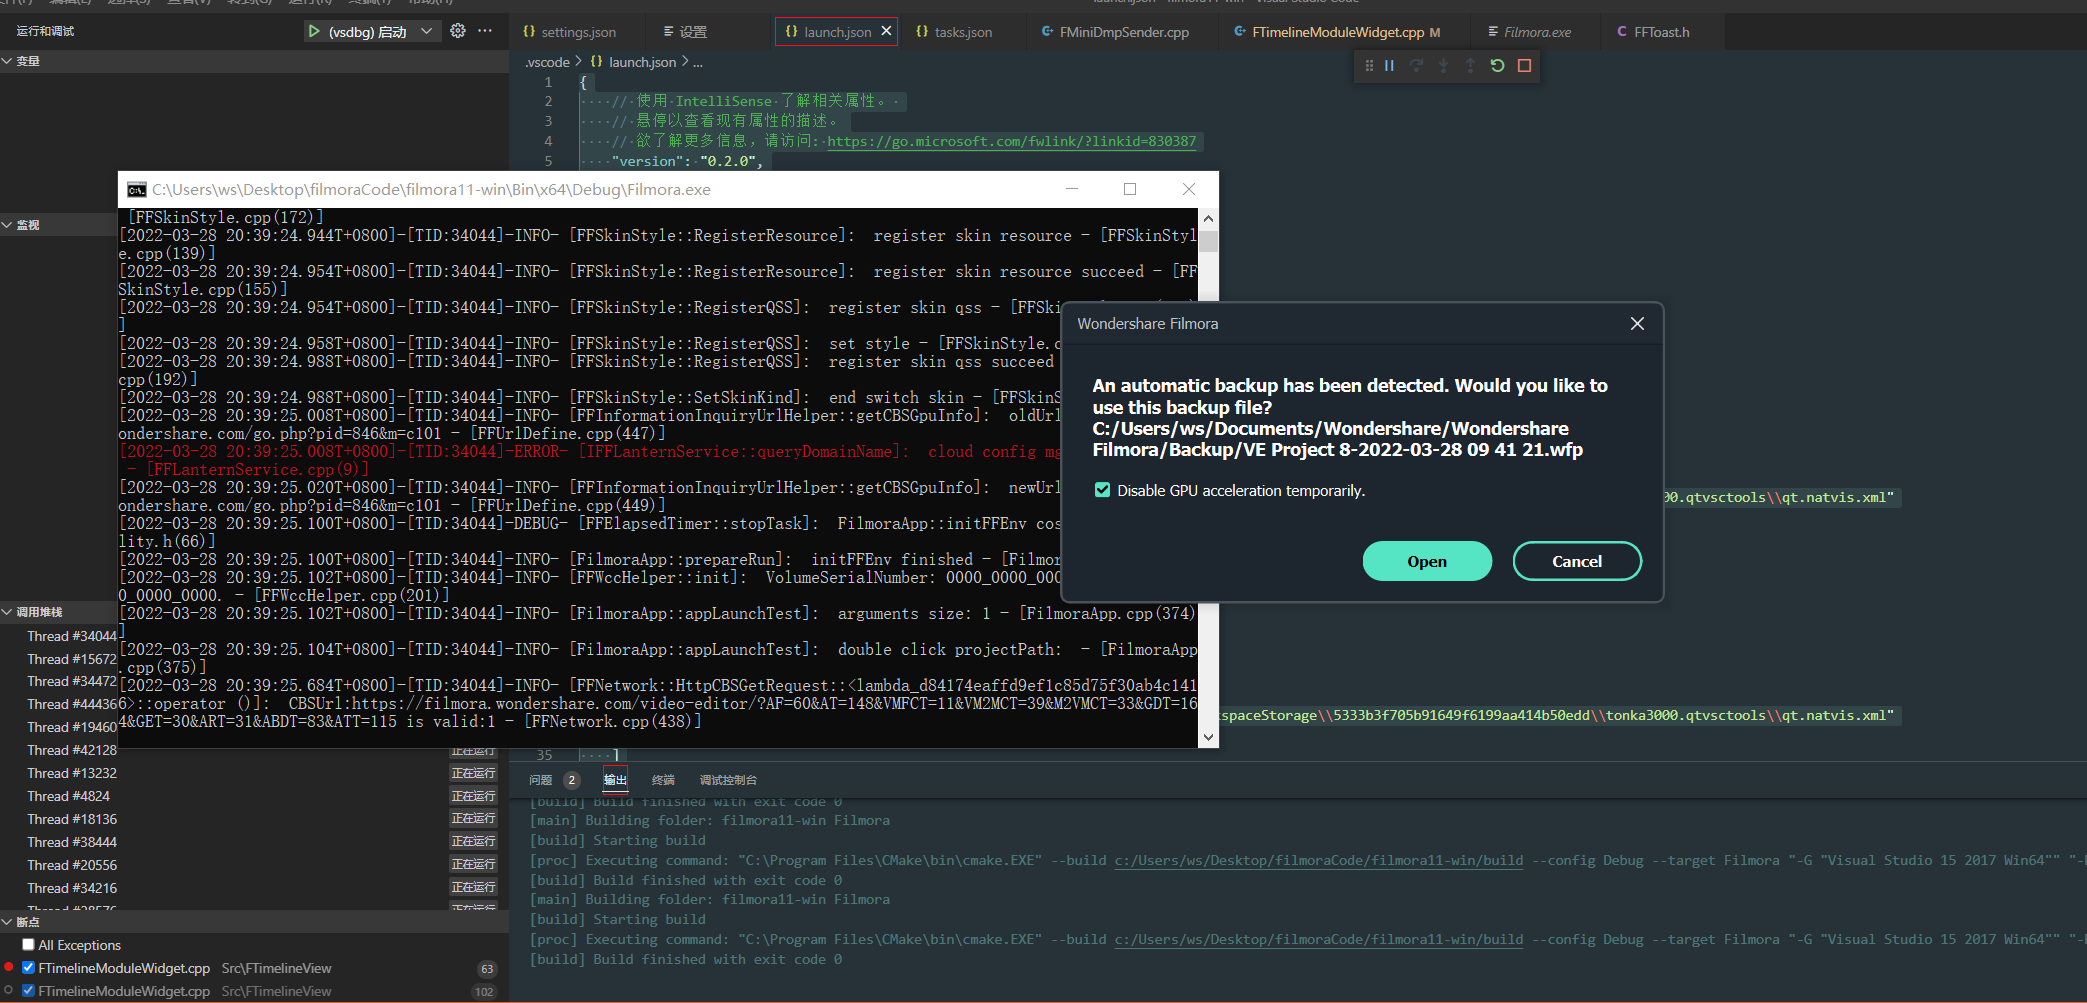 运行和调试
(vsdbg) 启动
settings.json
设置
launch.json
tasks.json
FMiniDmpSender.cpp
FTimelineModuleWidget.cpp M
Filmora.exe
FFToast.h
变量
监视
.vscode > launch.json > ...
1 {
2 // 使用 IntelliSense 了解相关属性。
3 // 悬停以查看现有属性的描述。
4 // 欲了解更多信息，请访问: https://go.microsoft.com/fwlink/?linkid=830387
5 "version": "0.2.0",
C:\Users\ws\Desktop\filmoraCode\filmora11-win\Bin\x64\Debug\Filmora.exe
[FFSkinStyle.cpp(172)]
[2022-03-28 20:39:24.944T+0800]-[TID:34044]-INFO- [FFSkinStyle::RegisterResource]:  register skin resource - [FFSkinStyl
e.cpp(139)]
[2022-03-28 20:39:24.954T+0800]-[TID:34044]-INFO- [FFSkinStyle::RegisterResource]:  register skin resource succeed - [FF
SkinStyle.cpp(155)]
[2022-03-28 20:39:24.954T+0800]-[TID:34044]-INFO- [FFSkinStyle::RegisterQSS]:  register skin qss - [FFSki
]
[2022-03-28 20:39:24.958T+0800]-[TID:34044]-INFO- [FFSkinStyle::RegisterQSS]:  set style - [FFSkinStyle.c
[2022-03-28 20:39:24.988T+0800]-[TID:34044]-INFO- [FFSkinStyle::RegisterQSS]:  register skin qss succeed
cpp(192)]
[2022-03-28 20:39:24.988T+0800]-[TID:34044]-INFO- [FFSkinStyle::SetSkinKind]:  end switch skin - [FFSkinS
[2022-03-28 20:39:25.008T+0800]-[TID:34044]-INFO- [FFInformationInquiryUrlHelper::getCBSGpuInfo]:  oldUrl
ondershare.com/go.php?pid=846&m=c101 - [FFUrlDefine.cpp(447)]
[2022-03-28 20:39:25.008T+0800]-[TID:34044]-ERROR- [IFFLanternService::queryDomainName]:  cloud config mg
- [FFLanternService.cpp(9)]
[2022-03-28 20:39:25.020T+0800]-[TID:34044]-INFO- [FFInformationInquiryUrlHelper::getCBSGpuInfo]:  newUrl
ondershare.com/go.php?pid=846&m=c101 - [FFUrlDefine.cpp(449)]
[2022-03-28 20:39:25.100T+0800]-[TID:34044]-DEBUG- [FFElapsedTimer::stopTask]:  FilmoraApp::initFFEnv cos
lity.h(66)]
[2022-03-28 20:39:25.100T+0800]-[TID:34044]-INFO- [FilmoraApp::prepareRun]:  initFFEnv finished - [Filmor
[2022-03-28 20:39:25.102T+0800]-[TID:34044]-INFO- [FFWccHelper::init]:  VolumeSerialNumber: 0000_0000_000
0_0000_0000. - [FFWccHelper.cpp(201)]
[2022-03-28 20:39:25.102T+0800]-[TID:34044]-INFO- [FilmoraApp::appLaunchTest]:  arguments size: 1 - [FilmoraApp.cpp(374)
]
[2022-03-28 20:39:25.104T+0800]-[TID:34044]-INFO- [FilmoraApp::appLaunchTest]:  double click projectPath:  - [FilmoraApp
.cpp(375)]
[2022-03-28 20:39:25.684T+0800]-[TID:34044]-INFO- [FFNetwork::HttpCBSGetRequest::<lambda_d84174eaffd9ef1c85d75f30ab4c141
6>::operator ()]:  CBSUrl:https://filmora.wondershare.com/video-editor/?AF=60&AT=148&VMFCT=11&VM2MCT=39&M2VMCT=33&GDT=16
4&GET=30&ART=31&ABDT=83&ATT=115 is valid:1 - [FFNetwork.cpp(438)]
Wondershare Filmora
An automatic backup has been detected. Would you like to
use this backup file?
C:/Users/ws/Documents/Wondershare/Wondershare
Filmora/Backup/VE Project 8-2022-03-28 09 41 21.wfp
Disable GPU acceleration temporarily.
Open
Cancel
000.qtvsctools\\qt.natvis.xml"
spaceStorage\\5333b3f705b91649f6199aa414b50edd\\tonka3000.qtvsctools\\qt.natvis.xml"
35 ]
调用堆栈
Thread #34044
Thread #15672
Thread #34472
Thread #44436
Thread #19460
Thread #42128 正在运行
Thread #13232 正在运行
Thread #4824 正在运行
Thread #18136 正在运行
Thread #38444 正在运行
Thread #20556 正在运行
Thread #34216 正在运行
断点
All Exceptions
FTimelineModuleWidget.cpp Src\FTimelineView 63
FTimelineModuleWidget.cpp Src\FTimelineView 102
问题 2
输出
终端
调试控制台
[build] Build finished with exit code 0
[main] Building folder: filmora11-win Filmora
[build] Starting build
[proc] Executing command: "C:\Program Files\CMake\bin\cmake.EXE" --build c:/Users/ws/Desktop/filmoraCode/filmora11-win/build --config Debug --target Filmora "-G "Visual Studio 15 2017 Win64"" "-
[build] Build finished with exit code 0
[main] Building folder: filmora11-win Filmora
[build] Starting build
[proc] Executing command: "C:\Program Files\CMake\bin\cmake.EXE" --build c:/Users/ws/Desktop/filmoraCode/filmora11-win/build --config Debug --target Filmora "-G "Visual Studio 15 2017 Win64"" "-
[build] Build finished with exit code 0